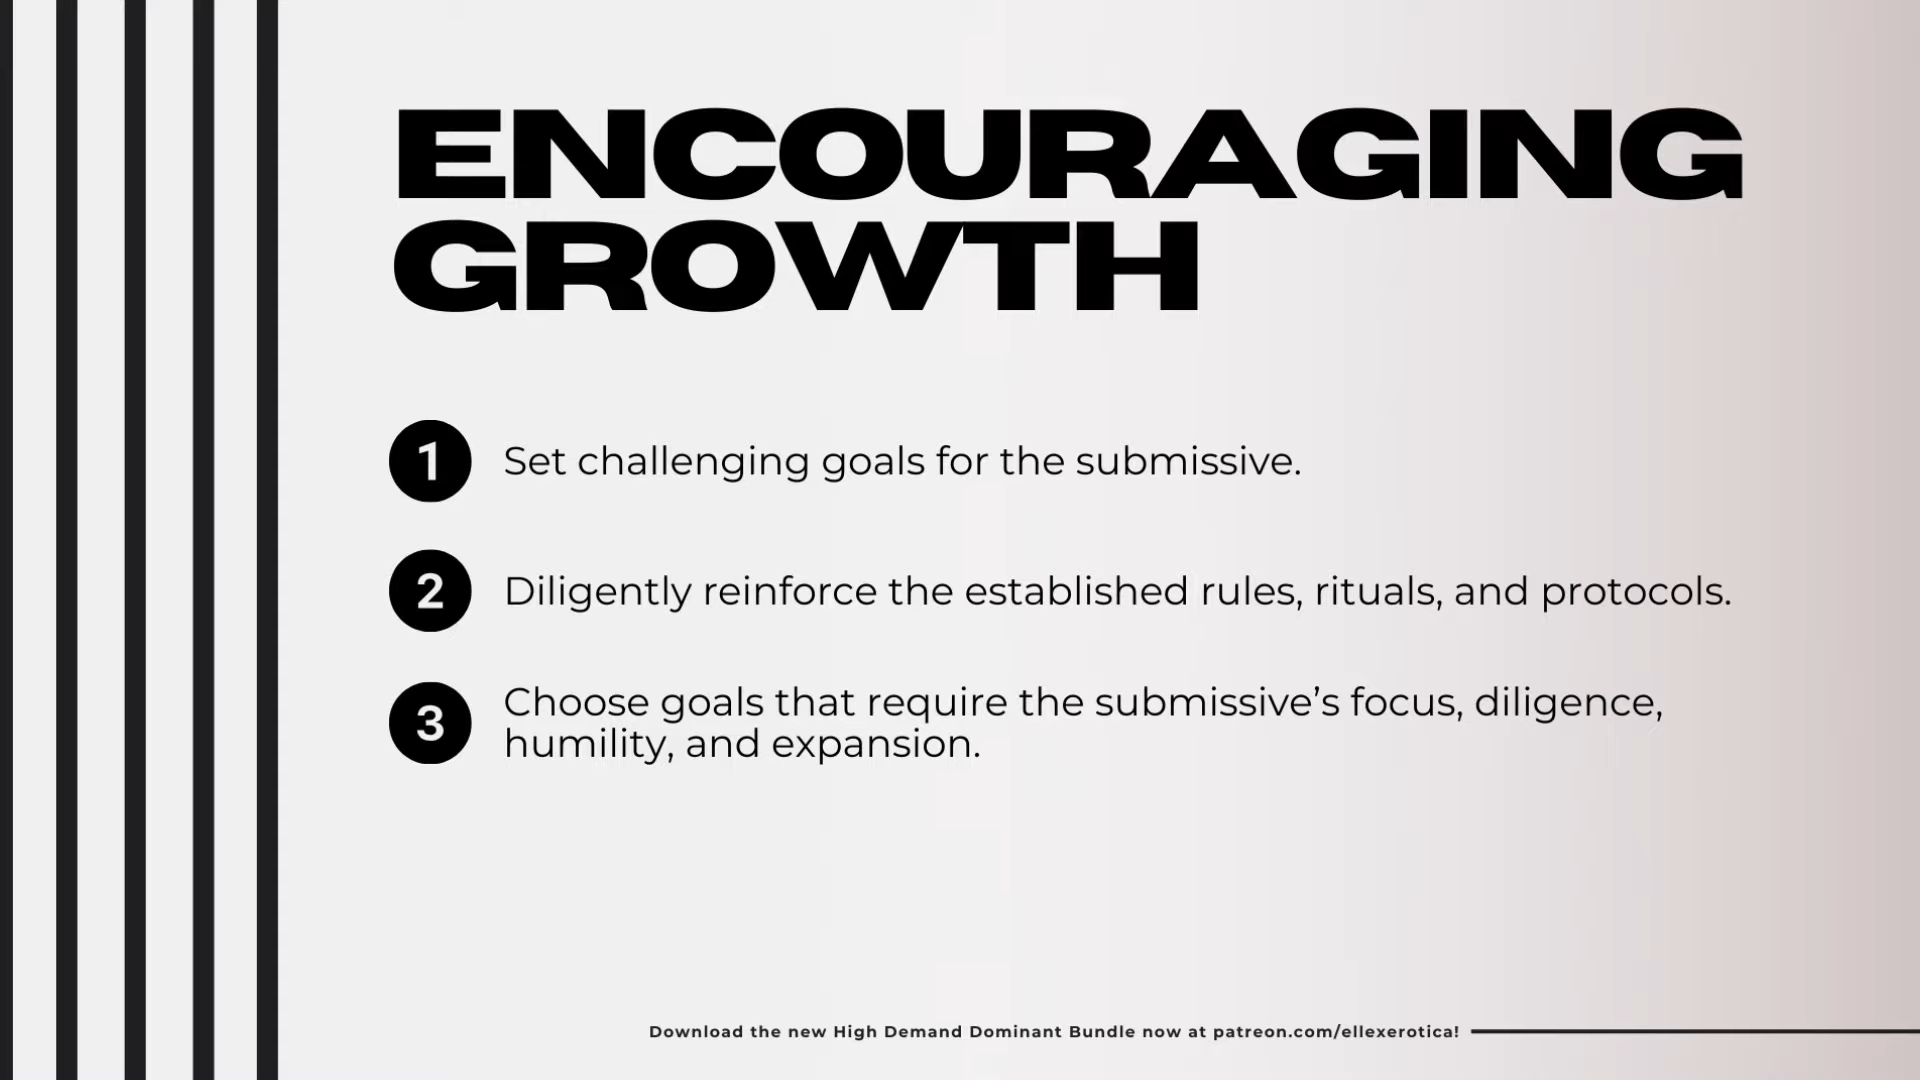 ENCOURAGING
GROWTH
1 Set challenging goals for the submissive.
2 Diligently reinforce the established rules, rituals, and protocols.
3 Choose goals that require the submissive’s focus, diligence,
humility, and expansion.
Download the new High Demand Dominant Bundle now at patreon.com/ellexerotica!